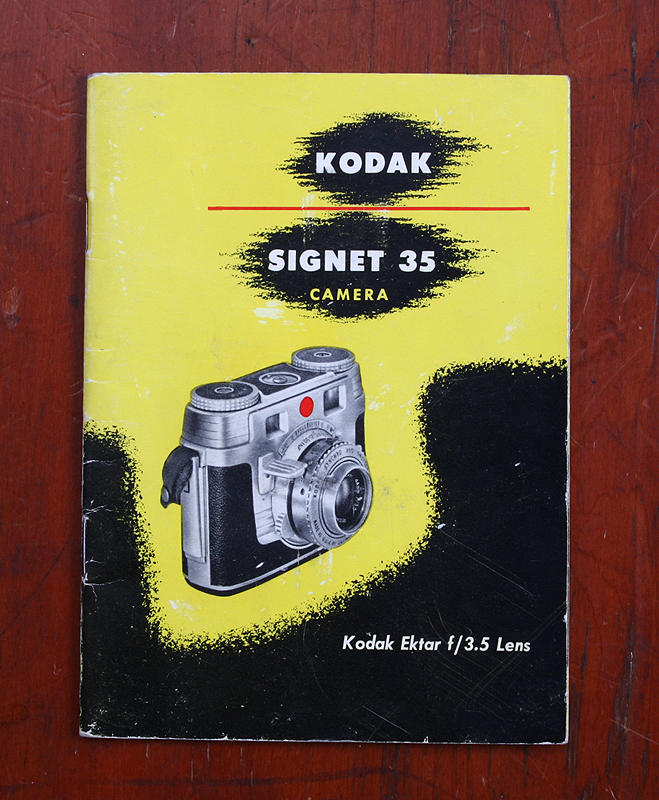 KODAK
SIGNET 35
CAMERA
Kodak Ektar f/3.5 Lens